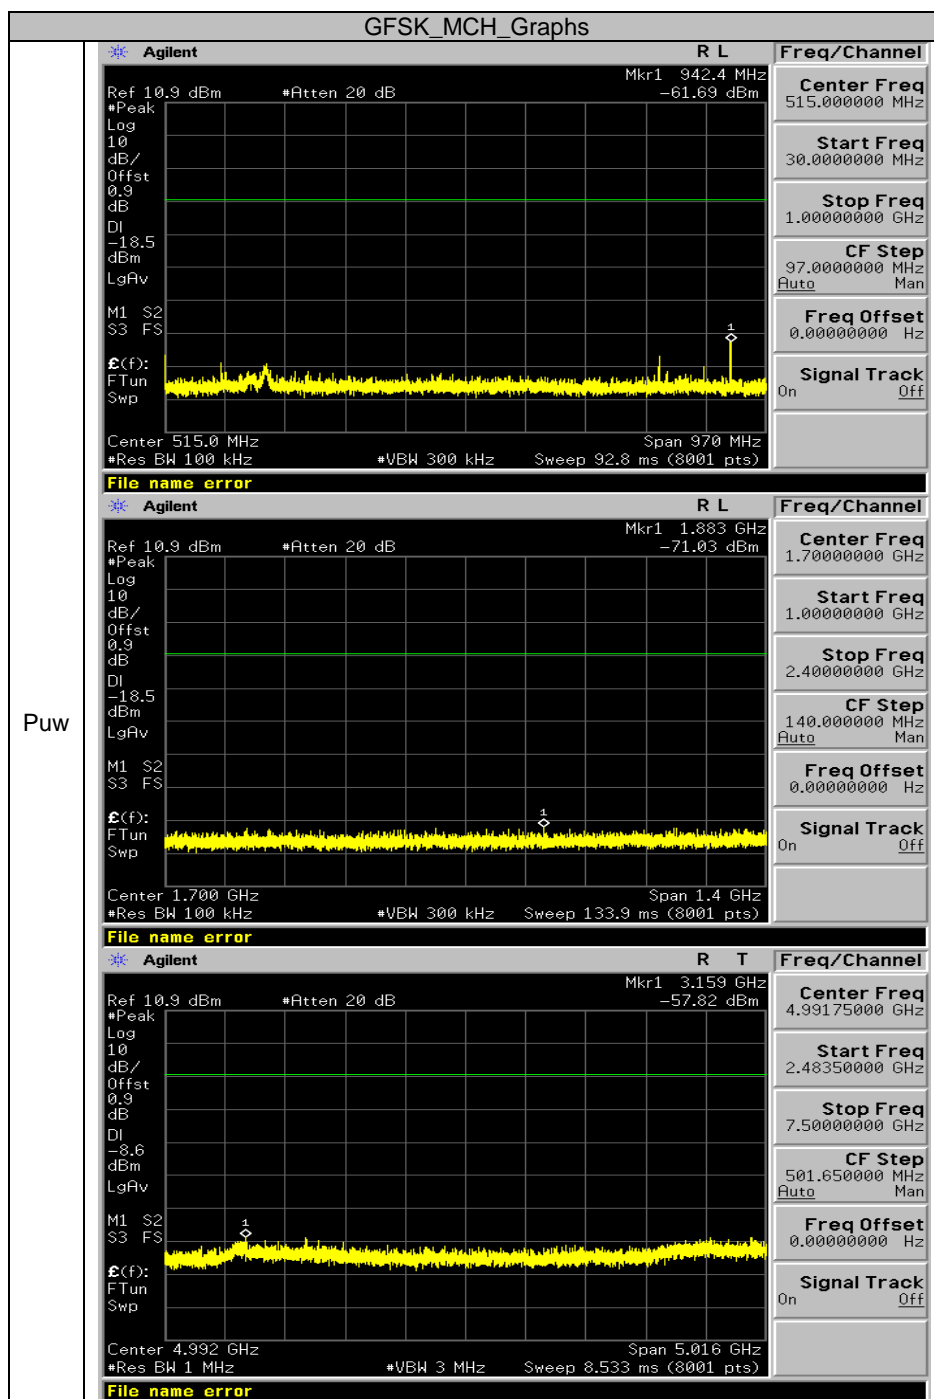 GFSK_MCH_Graphs
Puw
Agilent R L Freq/Channel
Mkr1 942.4 MHz
Ref 10.9 dBm #Atten 20 dB -61.69 dBm
#Peak
Log
10
dB/
Offst
0.9
dB
DI
-18.5
dBm
LgAv
M1 S2
S3 FS
£(f):
FTun
Swp
1
Center 515.0 MHz Span 970 MHz
#Res BW 100 kHz #VBW 300 kHz Sweep 92.8 ms (8001 pts)
File name error
Center Freq
515.000000 MHz
Start Freq
30.0000000 MHz
Stop Freq
1.00000000 GHz
CF Step
97.0000000 MHz
Auto Man
Freq Offset
0.00000000 Hz
Signal Track
On Off
Agilent R L Freq/Channel
Mkr1 1.883 GHz
Ref 10.9 dBm #Atten 20 dB -71.03 dBm
#Peak
Log
10
dB/
Offst
0.9
dB
DI
-18.5
dBm
LgAv
M1 S2
S3 FS
£(f):
FTun
Swp
1
Center 1.700 GHz Span 1.4 GHz
#Res BW 100 kHz #VBW 300 kHz Sweep 133.9 ms (8001 pts)
File name error
Center Freq
1.70000000 GHz
Start Freq
1.00000000 GHz
Stop Freq
2.40000000 GHz
CF Step
140.000000 MHz
Auto Man
Freq Offset
0.00000000 Hz
Signal Track
On Off
Agilent R T Freq/Channel
Mkr1 3.159 GHz
Ref 10.9 dBm #Atten 20 dB -57.82 dBm
#Peak
Log
10
dB/
Offst
0.9
dB
DI
-8.6
dBm
LgAv
M1 S2
S3 FS
£(f):
FTun
Swp
1
Center 4.992 GHz Span 5.016 GHz
#Res BW 1 MHz #VBW 3 MHz Sweep 8.533 ms (8001 pts)
File name error
Center Freq
4.99175000 GHz
Start Freq
2.48350000 GHz
Stop Freq
7.50000000 GHz
CF Step
501.650000 MHz
Auto Man
Freq Offset
0.00000000 Hz
Signal Track
On Off